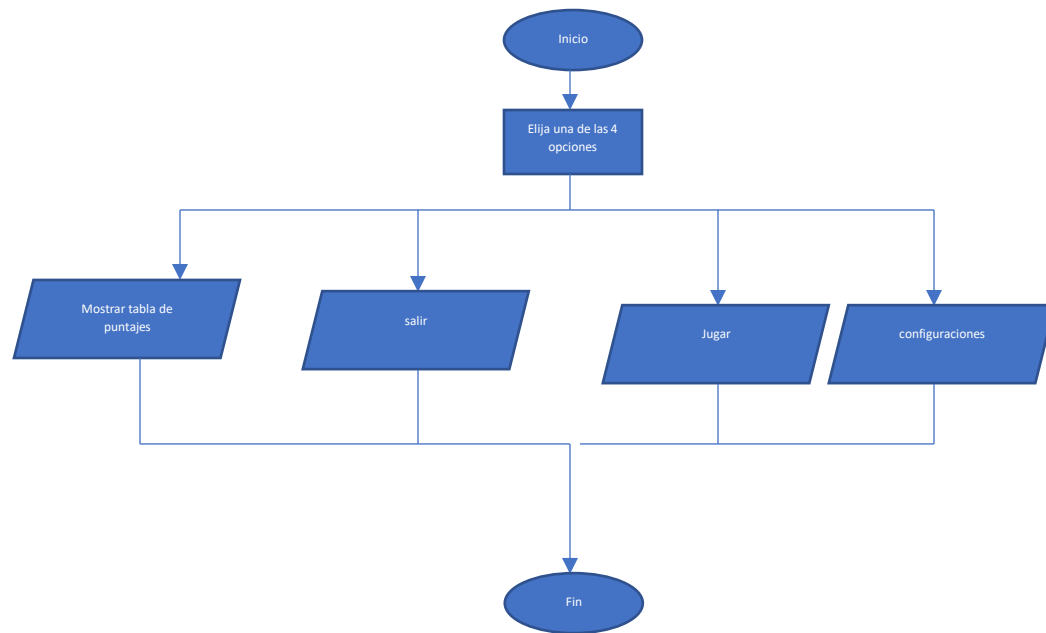 Inicio
Elija una de las 4
opciones
Mostrar tabla de
puntajes
salir
Jugar
configuraciones
Fin